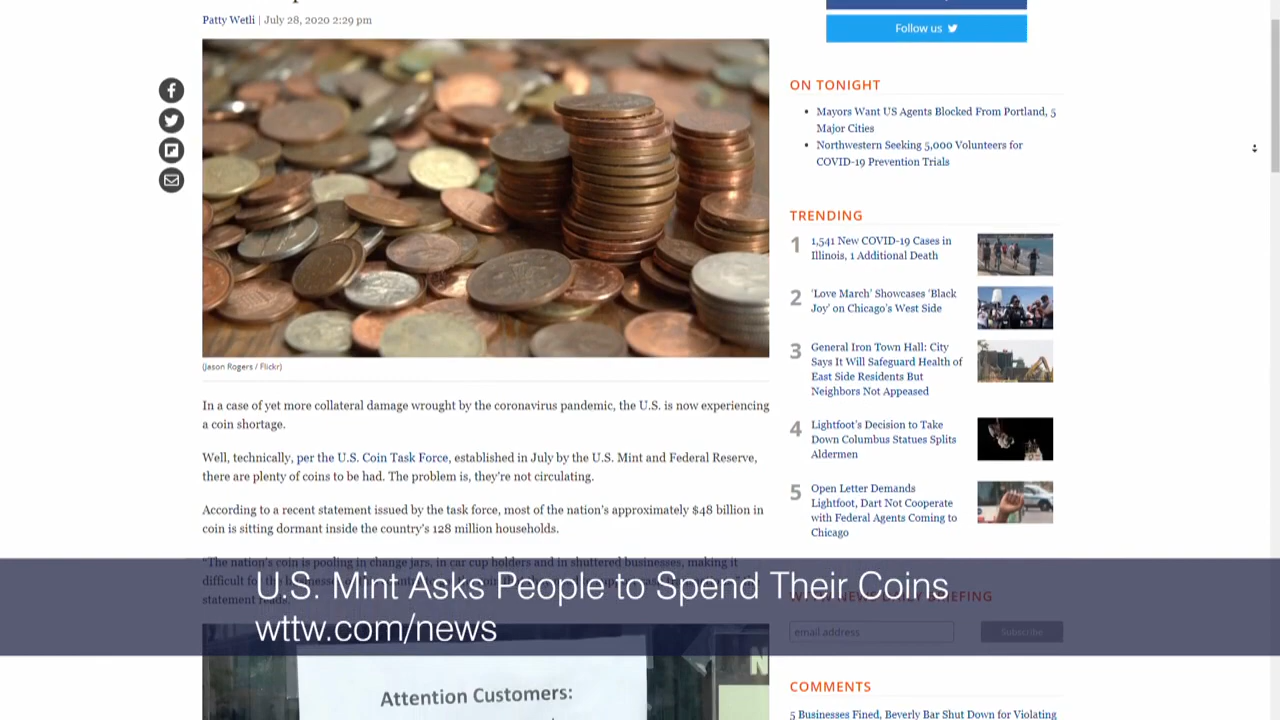 Patty Wetli | July 28, 2020 2:29 pm
(Jason Rogers / Flickr)
In a case of yet more collateral damage wrought by the coronavirus pandemic, the U.S. is now experiencing
a coin shortage.
Well, technically, per the U.S. Coin Task Force, established in July by the U.S. Mint and Federal Reserve,
there are plenty of coins to be had. The problem is, they're not circulating.
According to a recent statement issued by the task force, most of the nation's approximately $48 billion in
coin is sitting dormant inside the country's 128 million households.
"The nation's coin is pooling in change jars, in car cup holders and in shuttered businesses, making it
difficult for
statement reads.
Attention Customers:
Follow us
ON TONIGHT
Mayors Want US Agents Blocked From Portland, 5
Major Cities
Northwestern Seeking 5,000 Volunteers for
COVID-19 Prevention Trials
TRENDING
1 1,541 New COVID-19 Cases in
Illinois, 1 Additional Death
2 'Love March' Showcases 'Black
Joy' on Chicago's West Side
3 General Iron Town Hall: City
Says It Will Safeguard Health of
East Side Residents But
Neighbors Not Appeased
4 Lightfoot's Decision to Take
Down Columbus Statues Splits
Aldermen
5 Open Letter Demands
Lightfoot, Dart Not Cooperate
with Federal Agents Coming to
Chicago
WTTW NEWS DAILY BRIEFING
email address
Subscribe
COMMENTS
5 Businesses Fined, Beverly Bar Shut Down for Violating
U.S. Mint Asks People to Spend Their Coins
wttw.com/news